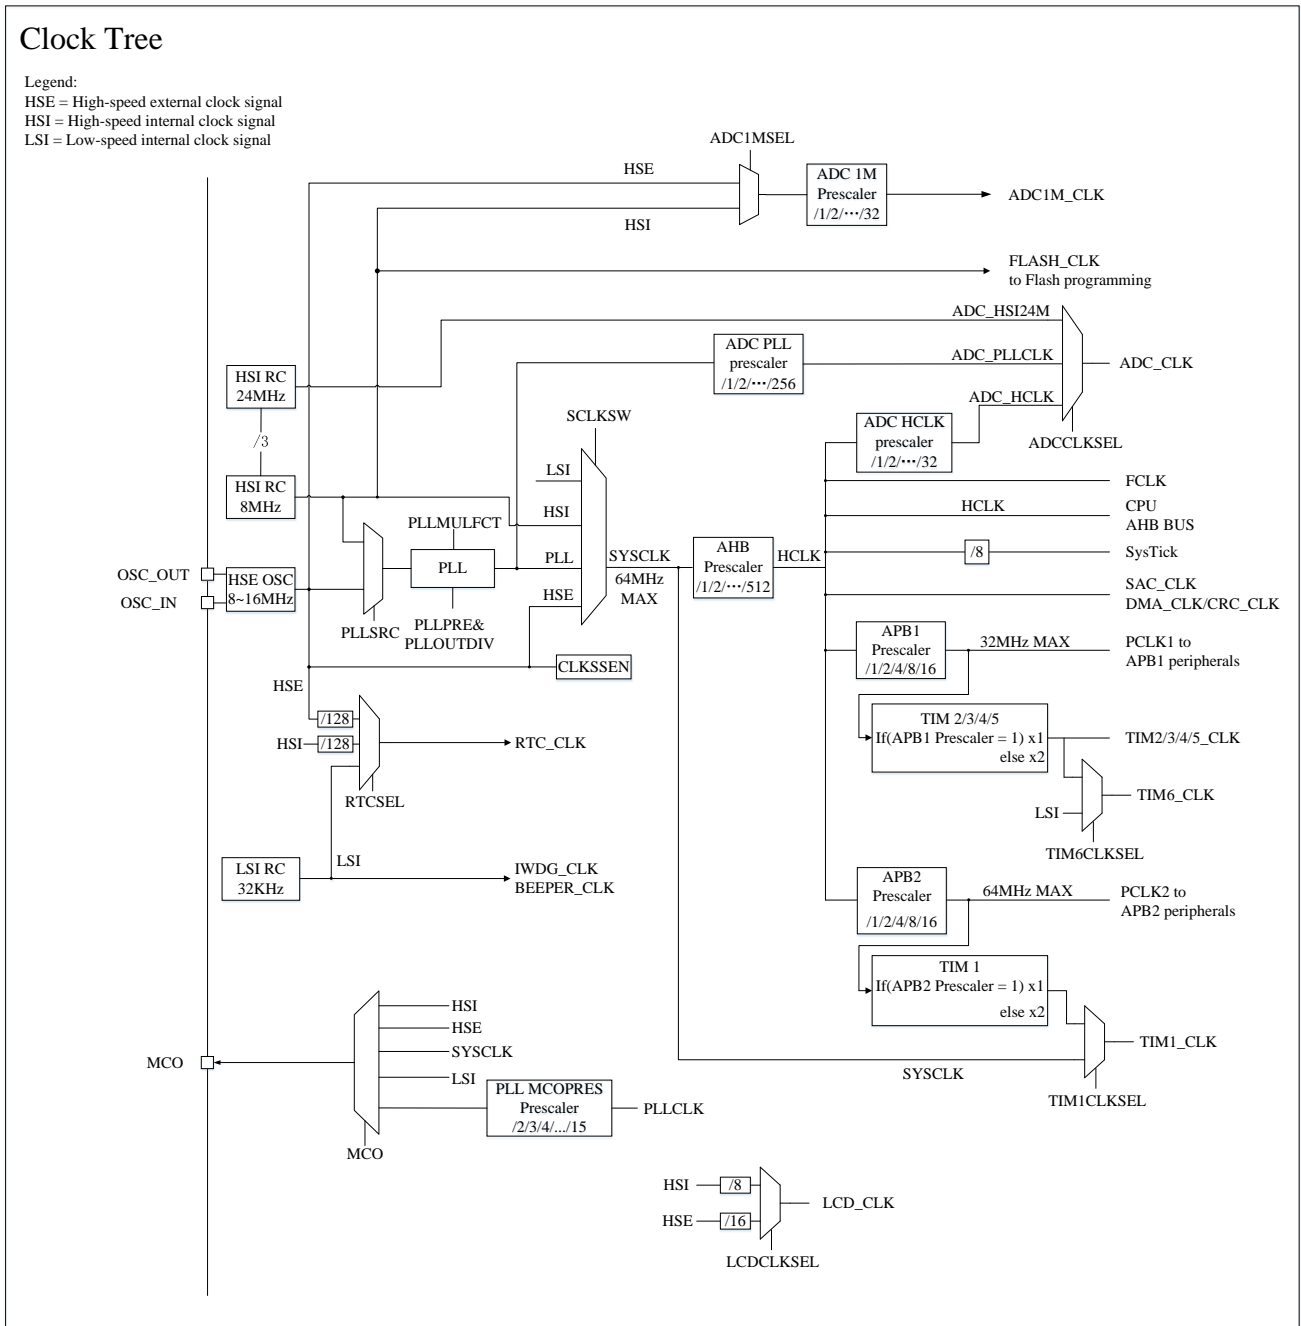 Clock Tree
Legend:
HSE = High-speed external clock signal
HSI = High-speed internal clock signal
LSI = Low-speed internal clock signal
ADC1MSEL
HSE
HSI
ADC 1M
Prescaler
/1/2/···/32
ADC1M_CLK
FLASH_CLK
to Flash programming
ADC_HSI24M
ADC PLL
prescaler
/1/2/···/256
ADC_PLLCLK
ADC_CLK
HSI RC
24MHz
ADC_HCLK
SCLKSW
ADC HCLK
prescaler
/1/2/···/32
ADCCLKSEL
/3
LSI
HSI RC
8MHz
FCLK
HSI
HCLK
CPU
AHB BUS
PLLMULFCT
PLL
PLL
SYSCLK
64MHz
MAX
AHB
Prescaler
/1/2/···/512
HCLK
/8
SysTick
OSC_OUT
OSC_IN
HSE OSC
8~16MHz
HSE
SAC_CLK
DMA_CLK/CRC_CLK
PLLSRC
PLLPRE&
PLLOUTDIV
APB1
Prescaler
/1/2/4/8/16
32MHz MAX
PCLK1 to
APB1 peripherals
CLKSSEN
HSE
/128
HSI
/128
RTC_CLK
RTCSEL
TIM 2/3/4/5
If(APB1 Prescaler = 1) x1
else x2
TIM2/3/4/5_CLK
TIM6_CLK
LSI
TIM6CLKSEL
LSI RC
32KHz
LSI
IWDG_CLK
BEEPER_CLK
APB2
Prescaler
/1/2/4/8/16
64MHz MAX
PCLK2 to
APB2 peripherals
TIM 1
If(APB2 Prescaler = 1) x1
else x2
HSI
HSE
SYSCLK
LSI
MCO
SYSCLK
TIM1_CLK
TIM1CLKSEL
PLL MCOPRES
Prescaler
/2/3/4/.../15
PLLCLK
MCO
HSI
/8
HSE
/16
LCD_CLK
LCDCLKSEL